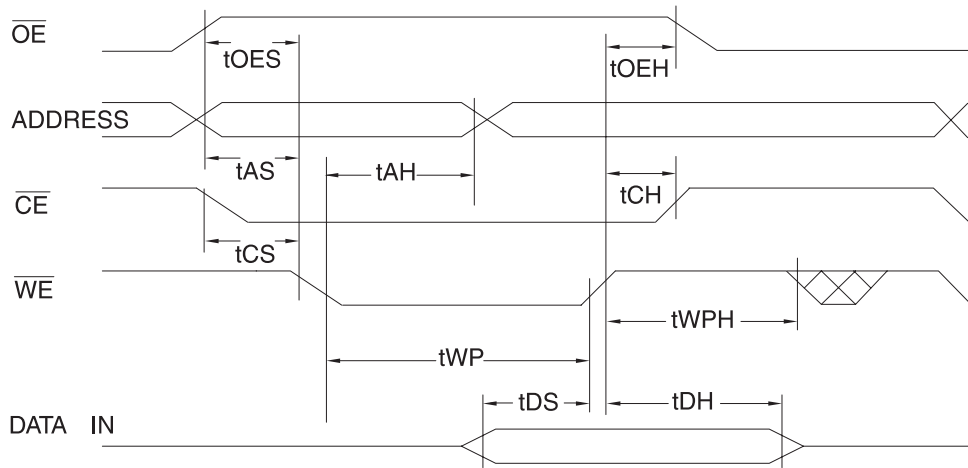 OE
tOES
tOEH
ADDRESS
tAS
tAH
tCH
CE
tCS
WE
tWPH
tWP
tDS
tDH
DATA IN